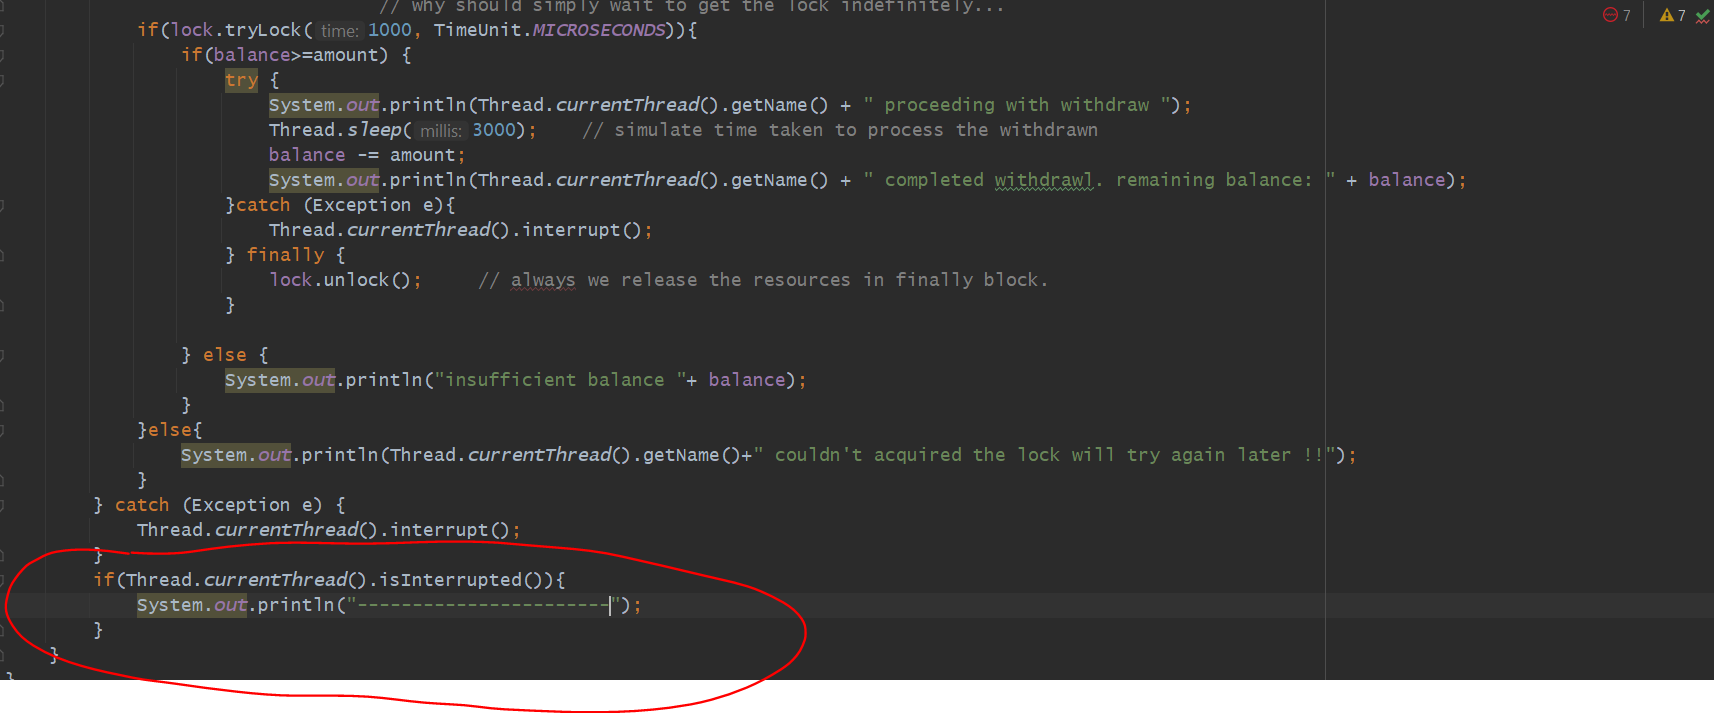 // why should simply wait to get the lock indefinitely...
7 7
if(lock.tryLock( time: 1000, TimeUnit.MICROSECONDS)){
if(balance>=amount) {
try {
System.out.println(Thread.currentThread().getName() + " proceeding with withdraw ");
Thread.sleep( millis: 3000); // simulate time taken to process the withdrawn
balance -= amount;
System.out.println(Thread.currentThread().getName() + " completed withdrawl. remaining balance: " + balance);
}catch (Exception e){
Thread.currentThread().interrupt();
} finally {
lock.unlock(); // always we release the resources in finally block.
}
} else {
System.out.println("insufficient balance "+ balance);
}
}else{
System.out.println(Thread.currentThread().getName()+" couldn't acquired the lock will try again later !!");
}
} catch (Exception e) {
Thread.currentThread().interrupt();
}
if(Thread.currentThread().isInterrupted()){
System.out.println("-----------------------");
}
}
}